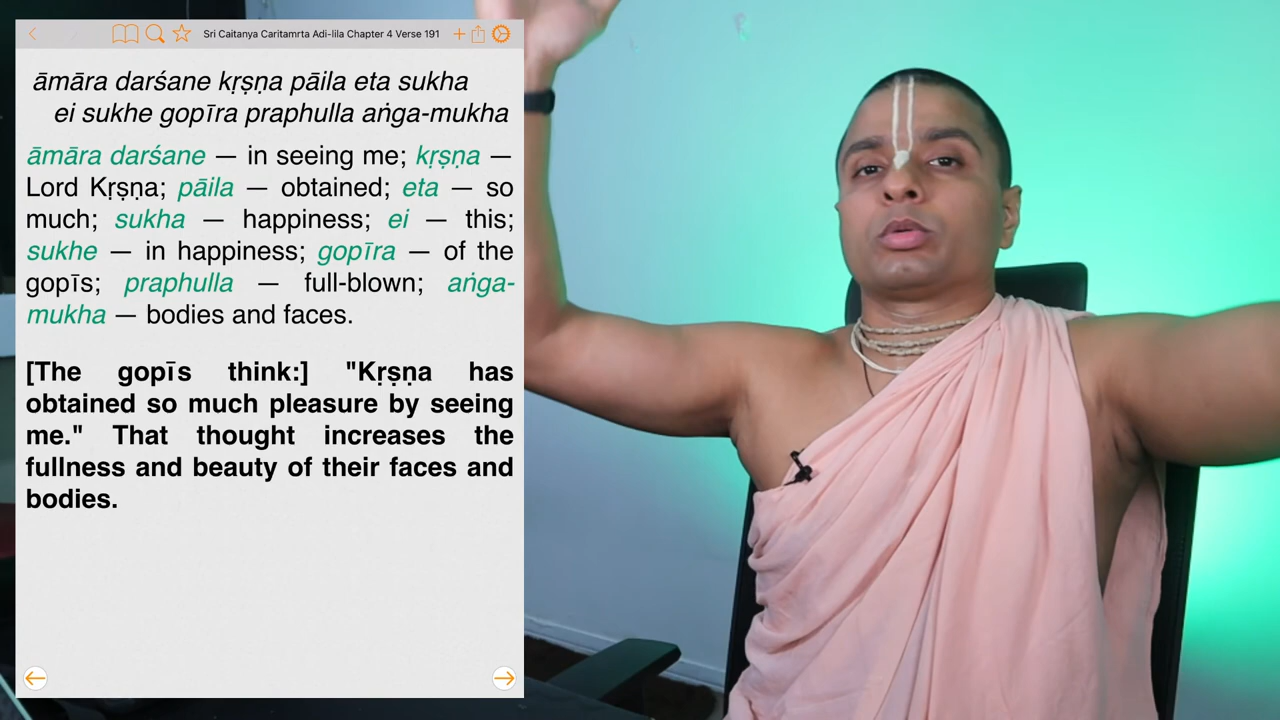 Sri Caitanya Caritamrta Adi-lila Chapter 4 Verse 191
āmāra darśane kṛṣṇa pāila eta sukha
ei sukhe gopīra praphulla aṅga-mukha
āmāra darśane — in seeing me; kṛṣṇa —
Lord Kṛṣṇa; pāila — obtained; eta — so
much; sukha — happiness; ei — this;
sukhe — in happiness; gopīra — of the
gopīs; praphulla — full-blown; aṅga-
mukha — bodies and faces.
[The gopīs think:] "Kṛṣṇa has
obtained so much pleasure by seeing
me." That thought increases the
fullness and beauty of their faces and
bodies.